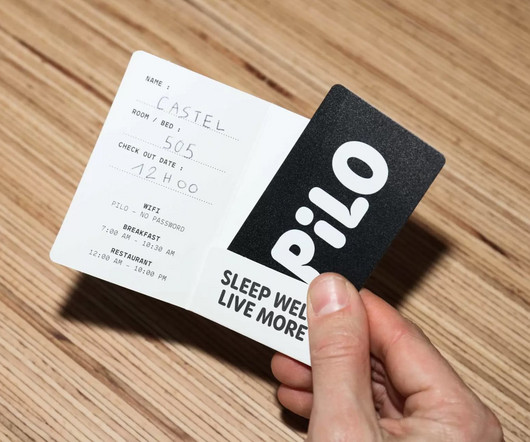 NAME :
CASTEL
ROOM / BED :
505
CHECK OUT DATE :
12H00
WIFI
PILO - NO PASSWORD
BREAKFAST
7:00 AM - 10:30 AM
RESTAURANT
12:00 AM - 10:00 PM
PiLO
SLEEP WEL
LIVE MORE